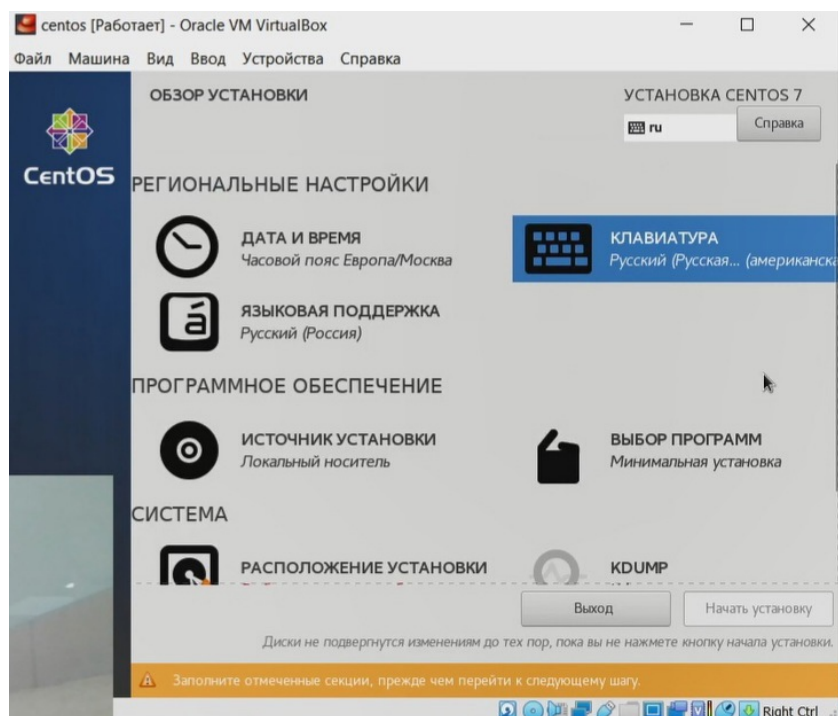 centos [Работает] - Oracle VM VirtualBox
Файл Машина Вид Ввод Устройства Справка
ОБЗОР УСТАНОВКИ
УСТАНОВКА CENTOS 7
ru
Справка
CentOS
РЕГИОНАЛЬНЫЕ НАСТРОЙКИ
ДАТА И ВРЕМЯ
Часовой пояс Европа/Москва
КЛАВИАТУРА
Русский (Русская... (американска
ЯЗЫКОВАЯ ПОДДЕРЖКА
Русский (Россия)
ПРОГРАММНОЕ ОБЕСПЕЧЕНИЕ
ИСТОЧНИК УСТАНОВКИ
Локальный носитель
ВЫБОР ПРОГРАММ
Минимальная установка
СИСТЕМА
РАСПОЛОЖЕНИЕ УСТАНОВКИ
KDUMP
Выход
Начать установку
Диски не подвергнутся изменениям до тех пор, пока вы не нажмете кнопку начала установки.
Заполните отмеченные секции, прежде чем перейти к следующему шагу.
Right Ctrl